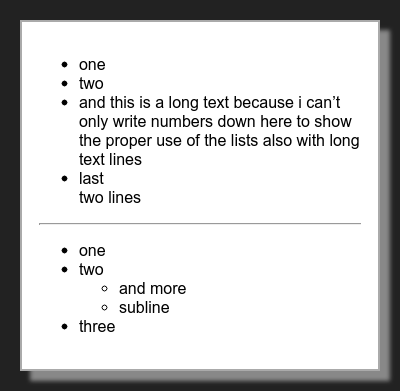 one
two
and this is a long text because i can’t
only write numbers down here to show
the proper use of the lists also with long
text lines
last
two lines
one
two
and more
subline
three